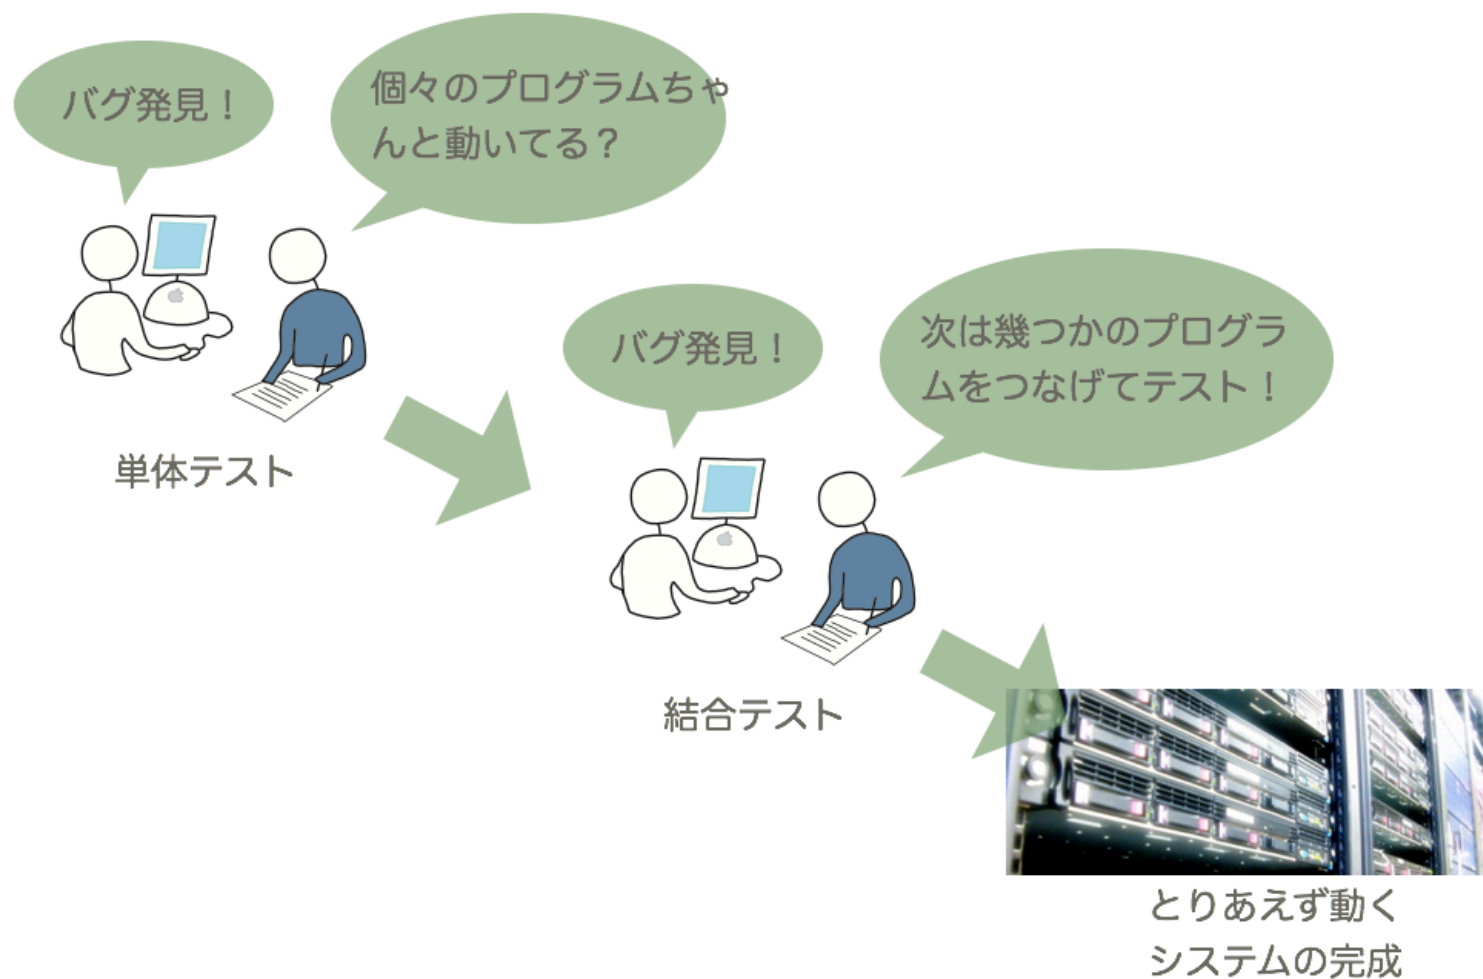 バグ発見！
個々のプログラムちゃ
んと動いてる？
単体テスト
バグ発見！
次は幾つかのプログラ
ムをつなげてテスト！
結合テスト
とりあえず動く
システムの完成